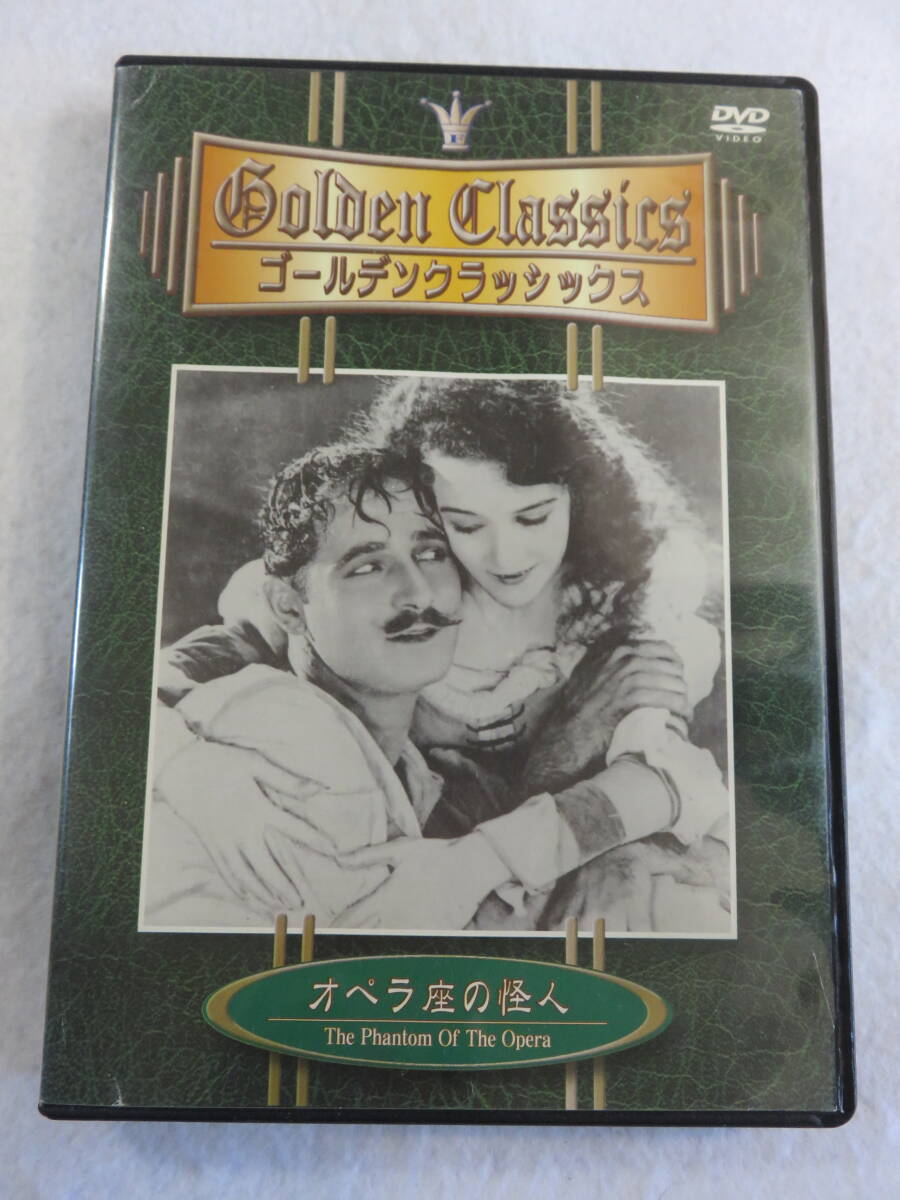 F
DVD
VIDEO
Golden Classics
ゴールデンクラッシックス
オペラ座の怪人
The Phantom Of The Opera